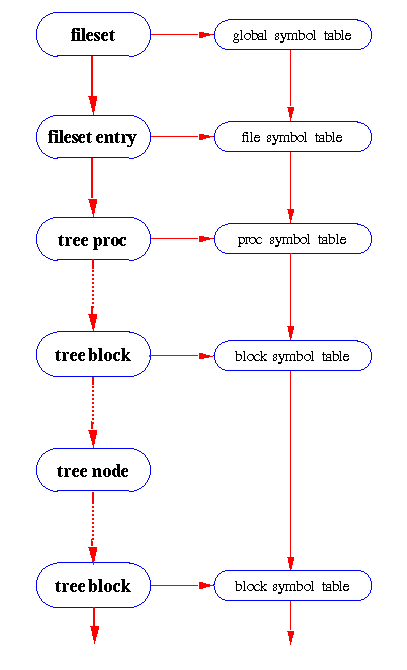 fileset
global symbol table
fileset entry
file symbol table
tree proc
proc symbol table
tree block
block symbol table
tree node
tree block
block symbol table